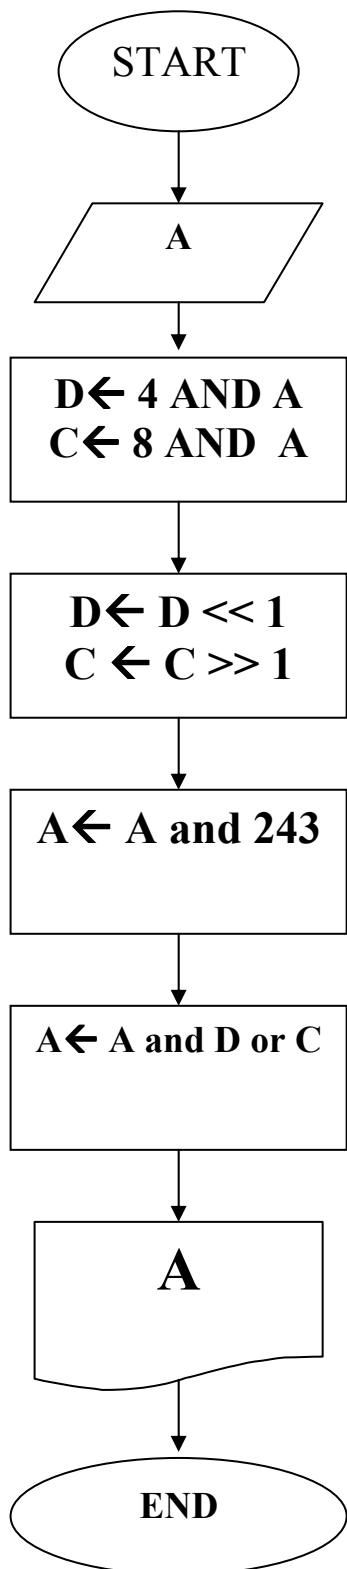 START
A
D← 4 AND A
C← 8 AND A
D← D << 1
C ← C >> 1
A← A and 243
A← A and D or C
A
END